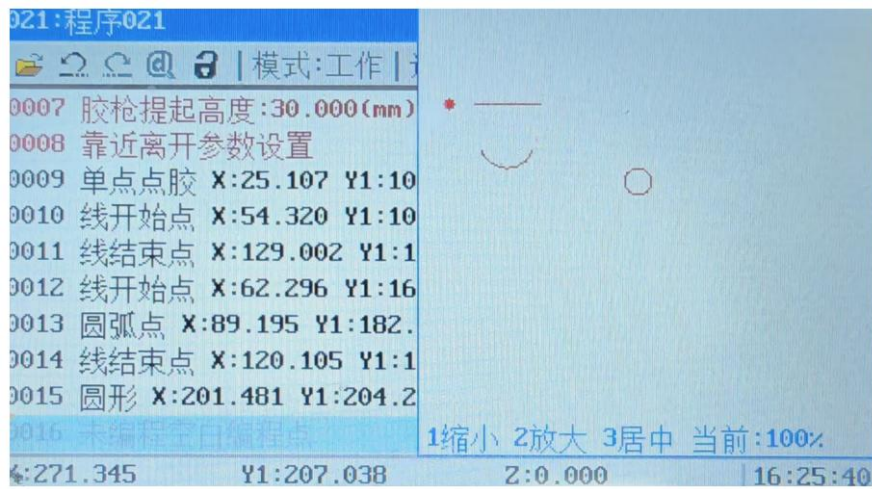 021:程序021
模式:工作
0007 胶枪提起高度:30.000(mm)
0008 靠近离开参数设置
0009 单点点胶 X:25.107 Y1:10
0010 线开始点 X:54.320 Y1:10
0011 线结束点 X:129.002 Y1:1
0012 线开始点 X:62.296 Y1:16
0013 圆弧点 X:89.195 Y1:182.
0014 线结束点 X:120.105 Y1:1
0015 圆形 X:201.481 Y1:204.2
0016 未编程空白编程点
1缩小 2放大 3居中 当前:100%
X:271.345 Y1:207.038 Z:0.000 16:25:40